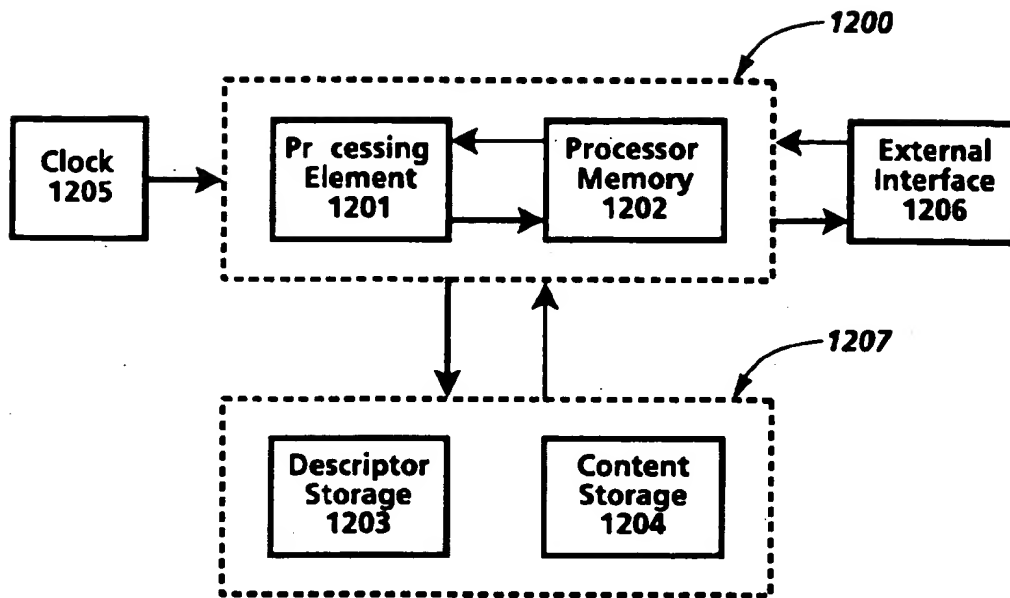 1200
Clock
1205
Pr cessing
Element
1201
Processor
Memory
1202
External
Interface
1206
1207
Descriptor
Storage
1203
Content
Storage
1204